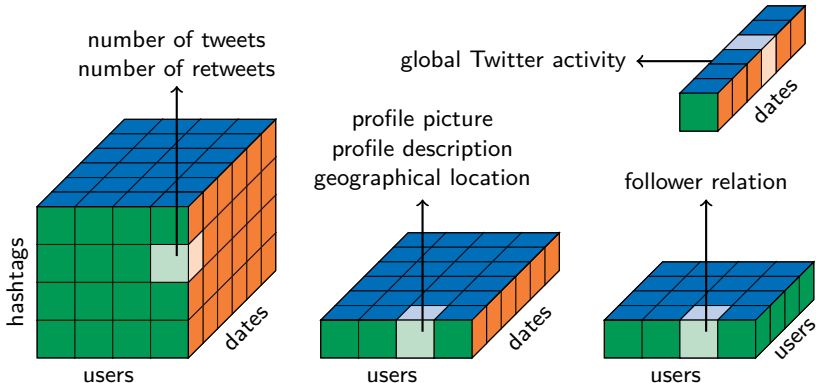 number of tweets
number of retweets
hashtags
users
dates
profile picture
profile description
geographical location
users
dates
global Twitter activity
dates
follower relation
users
users